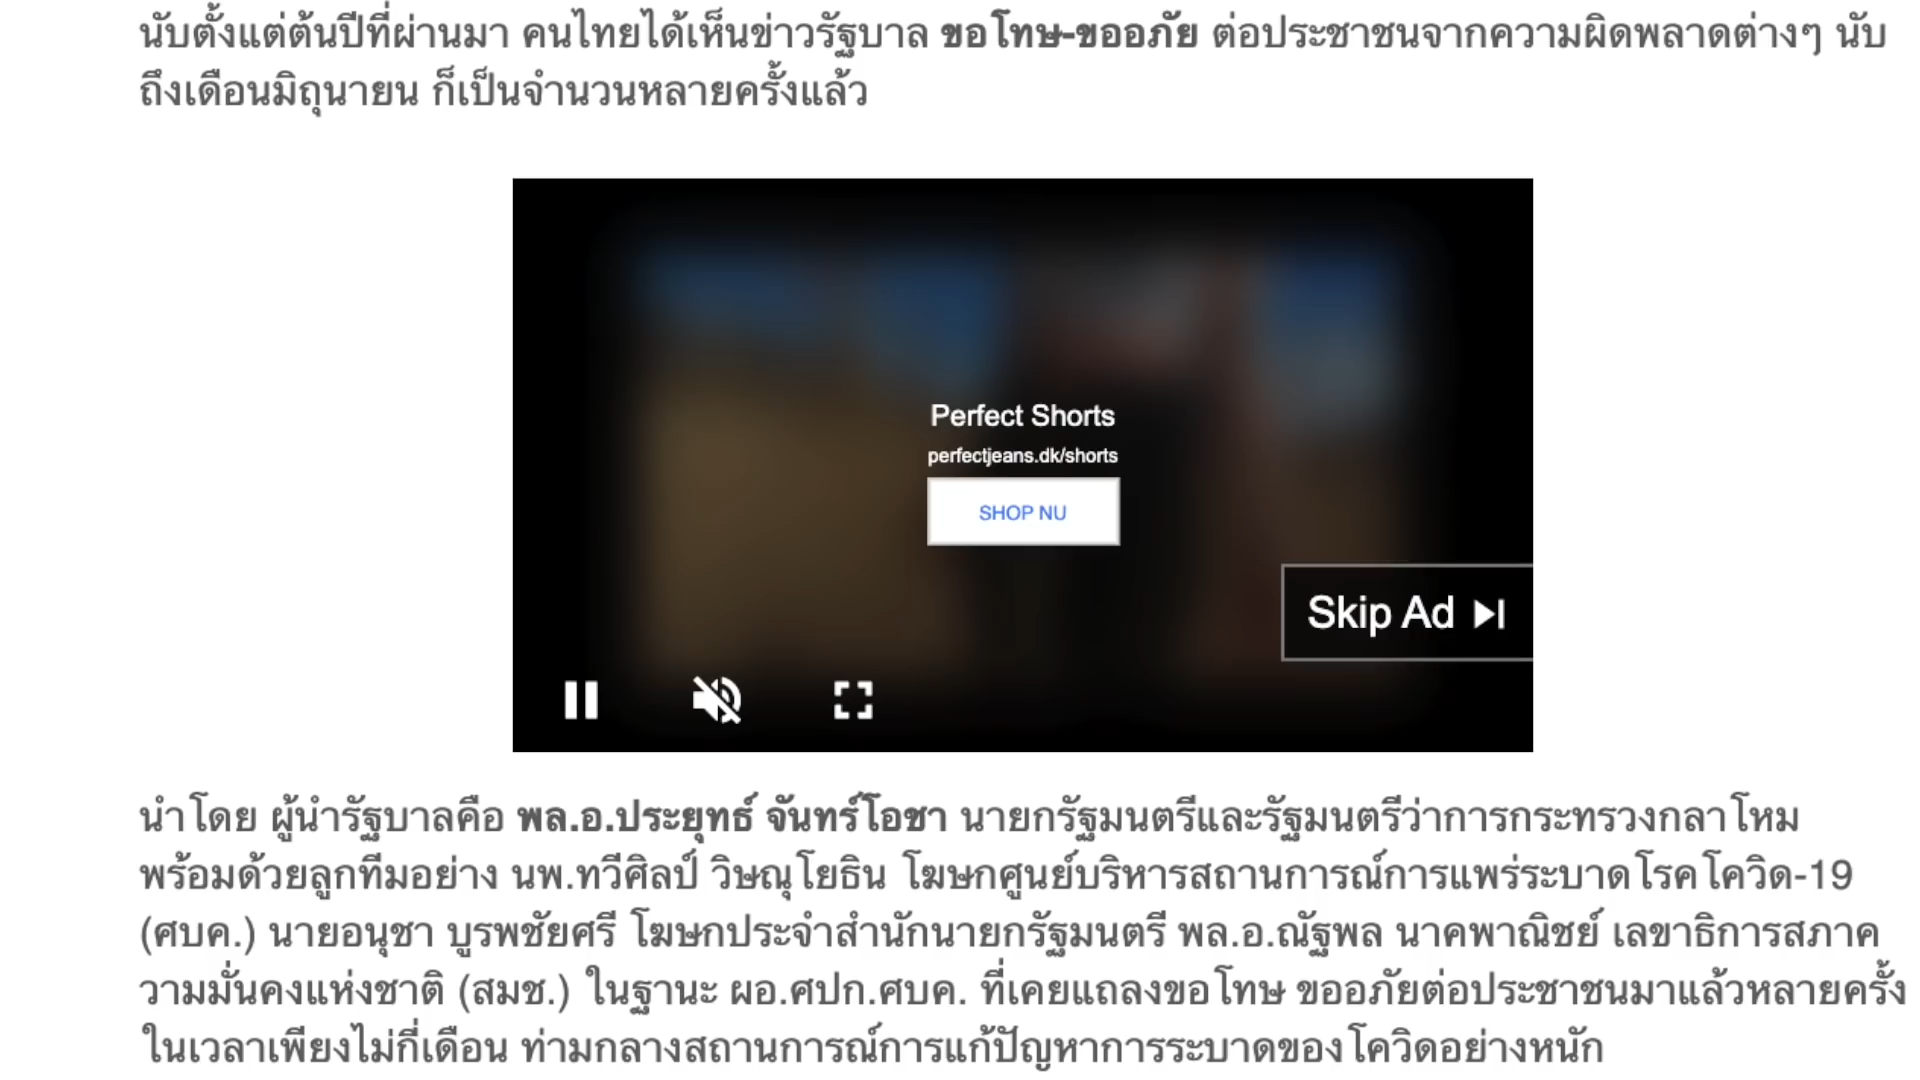 นับตั้งแต่ต้นปีที่ผ่านมา คนไทยได้เห็นข่าวรัฐบาล ขอโทษ-ขออภัย ต่อประชาชนจากความผิดพลาดต่างๆ นับ
ถึงเดือนมิถุนายน ก็เป็นจำนวนหลายครั้งแล้ว
Perfect Shorts
perfectjeans.dk/shorts
SHOP NU
Skip Ad
นำโดย ผู้นำรัฐบาลคือ พล.อ.ประยุทธ์ จันทร์โอชา นายกรัฐมนตรีและรัฐมนตรีว่าการกระทรวงกลาโหม
พร้อมด้วยลูกทีมอย่าง นพ.ทวีศิลป์ วิษณุโยธิน โฆษกศูนย์บริหารสถานการณ์การแพร่ระบาดโรคโควิด-19
(ศบค.) นายอนุชา บูรพชัยศรี โฆษกประจำสำนักนายกรัฐมนตรี พล.อ.ณัฐพล นาคพาณิชย์ เลขาธิการสภาค
วามมั่นคงแห่งชาติ (สมช.) ในฐานะ ผอ.ศปก.ศบค. ที่เคยแถลงขอโทษ ขออภัยต่อประชาชนมาแล้วหลายครั้ง
ในเวลาเพียงไม่กี่เดือน ท่ามกลางสถานการณ์การแก้ปัญหาการระบาดของโควิดอย่างหนัก